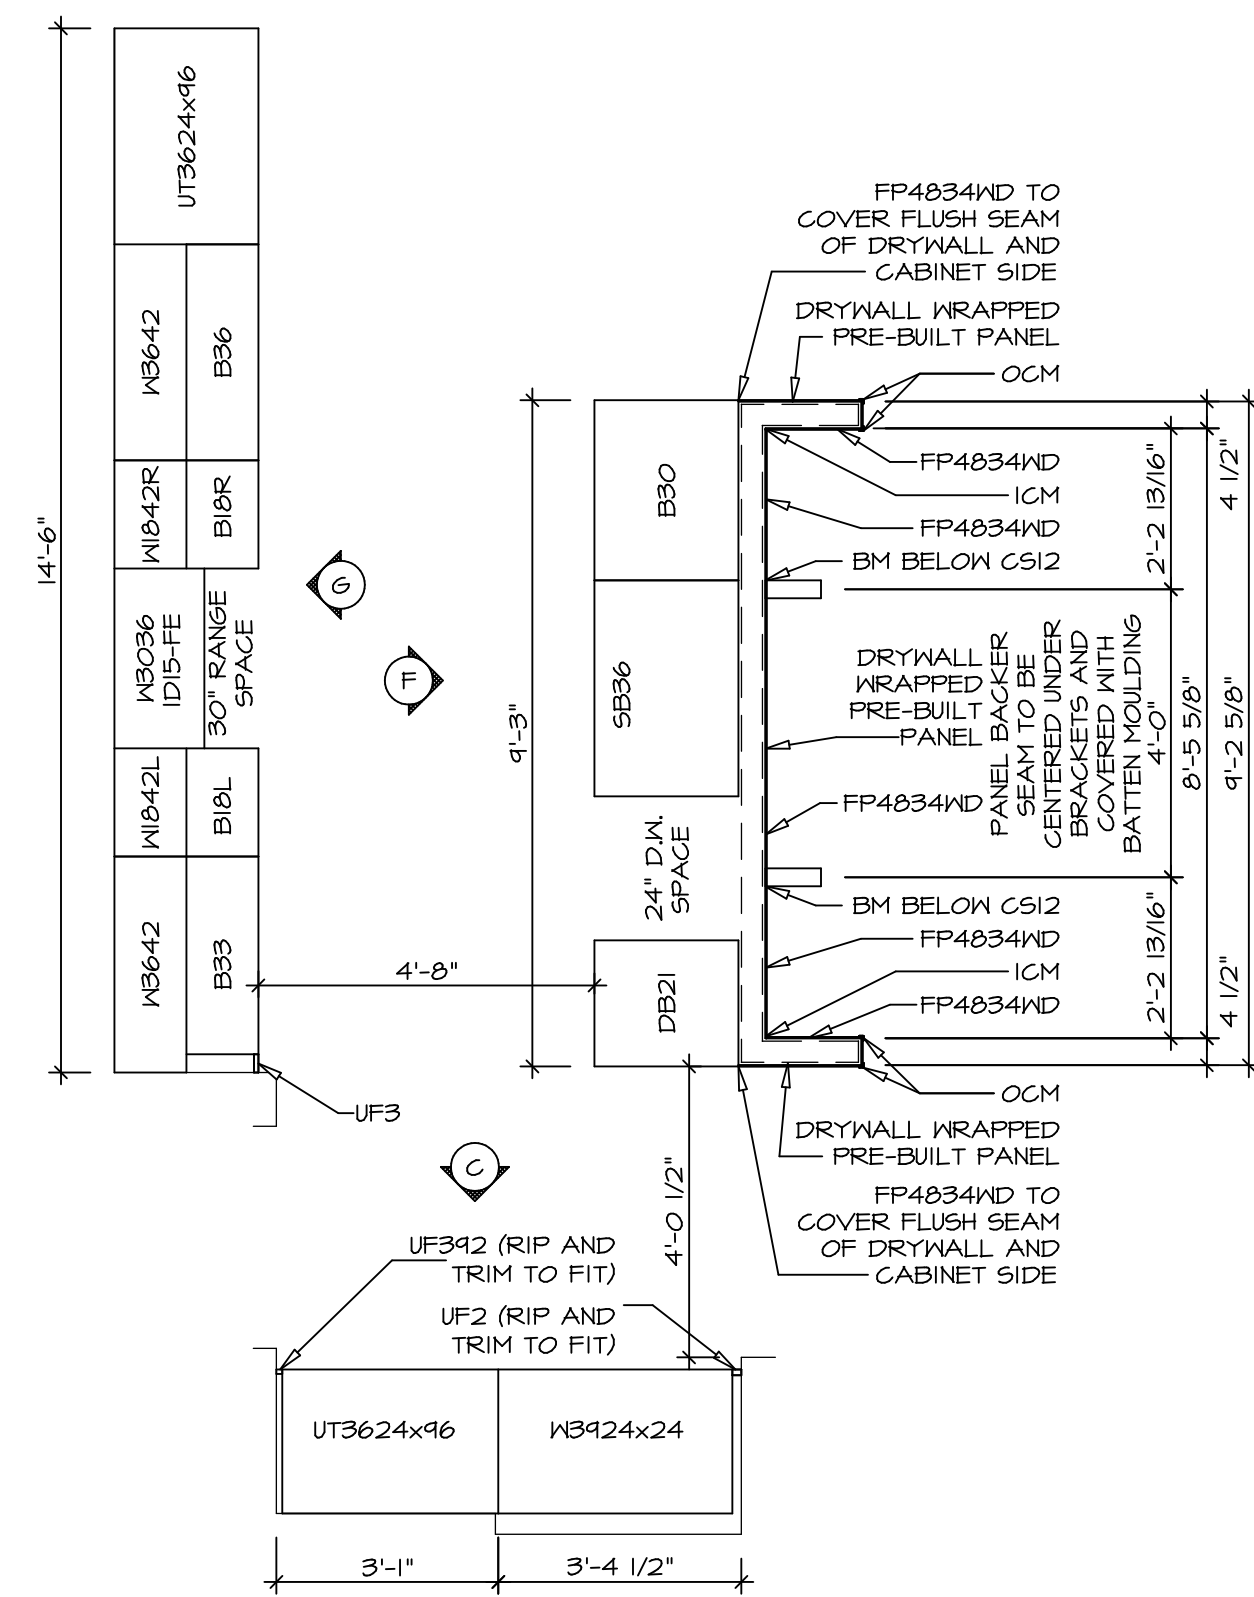 14'-6"
UT3624x96
W3642
B36
W1842R
B18R
W3036
1D15-FE
30" RANGE
SPACE
W1842L
B18L
W3642
B33
UF3
G
F
C
4'-8"
9'-3"
B30
SB36
24" D.W.
SPACE
DB21
FP4834WD TO
COVER FLUSH SEAM
OF DRYWALL AND
CABINET SIDE
DRYWALL WRAPPED
PRE-BUILT PANEL
OCM
FP4834WD
ICM
FP4834WD
BM BELOW CS12
DRYWALL
WRAPPED
PRE-BUILT
PANEL
PANEL BACKER
SEAM TO BE
CENTERED UNDER
BRACKETS AND
COVERED WITH
BATTEN MOULDING
FP4834WD
BM BELOW CS12
FP4834WD
ICM
FP4834WD
OCM
DRYWALL WRAPPED
PRE-BUILT PANEL
FP4834WD TO
COVER FLUSH SEAM
OF DRYWALL AND
CABINET SIDE
2'-2 13/16"
4'-0"
2'-2 13/16"
8'-5 5/8"
4 1/2"
9'-2 5/8"
4 1/2"
4'-0 1/2"
UF392 (RIP AND
TRIM TO FIT)
UF2 (RIP AND
TRIM TO FIT)
UT3624x96
W3924x24
3'-1"
3'-4 1/2"